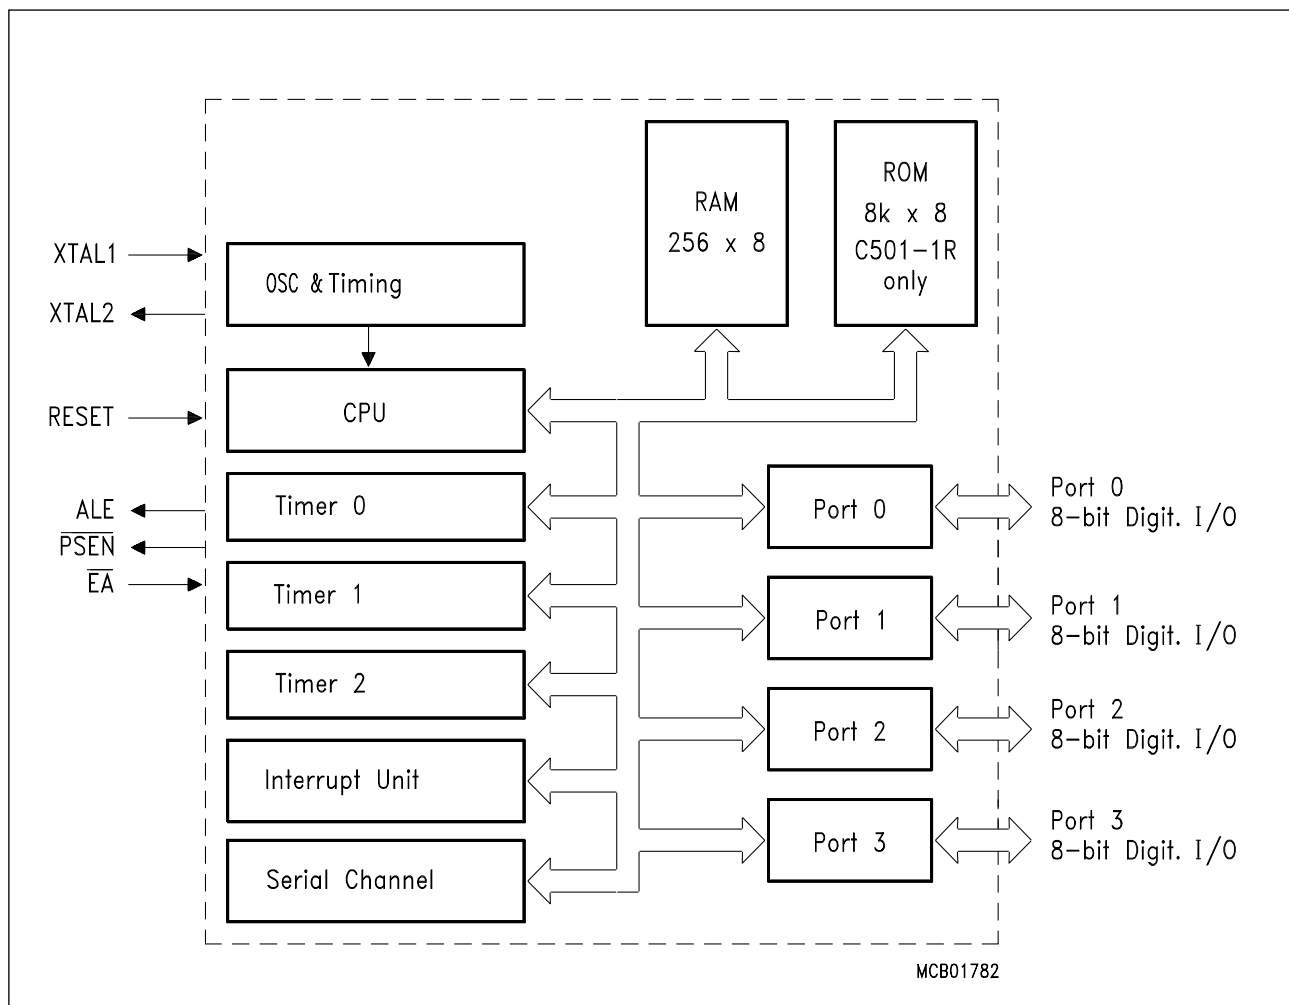 RAM
256 x 8
ROM
8k x 8
C501-1R
only
XTAL1
XTAL2
OSC & Timing
RESET
CPU
ALE
PSEN
EA
Timer 0
Timer 1
Timer 2
Interrupt Unit
Serial Channel
Port 0
Port 0
8-bit Digit. I/O
Port 1
Port 1
8-bit Digit. I/O
Port 2
Port 2
8-bit Digit. I/O
Port 3
Port 3
8-bit Digit. I/O
MCB01782